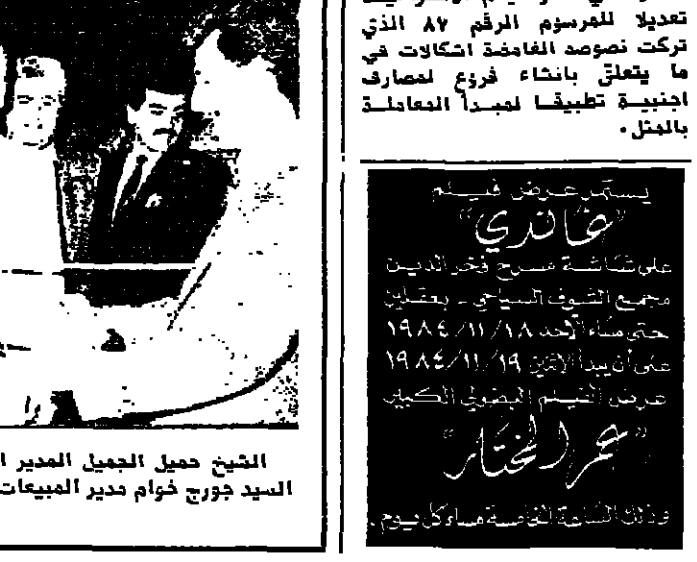 تعديلا للمرسوم الرقم ٨٧ الذي
تركت نصوصه الغامضة اشكالات في
ما يتعلق بانشاء فروع لمصارف
اجنبية تطبيقا لمبدأ المعاملة
بالمثل.
يستمر عرض فيلم
"غاندي"
على شاشة مسرح فخر الدين
مجمع الشوف السياحي - بعقلين
حتى مساء الأحد ١٩٨٤/١١/١٨
على أن يبدأ الإثنين ١٩٨٤/١١/١٩
عرض الفيلم البطولي الكبير
"عمر المختار"
وذلك الساعة الخامسة مساء كل يوم.
الشيخ جميل الجميل المدير
السيد جورج خوام مدير المبيعات